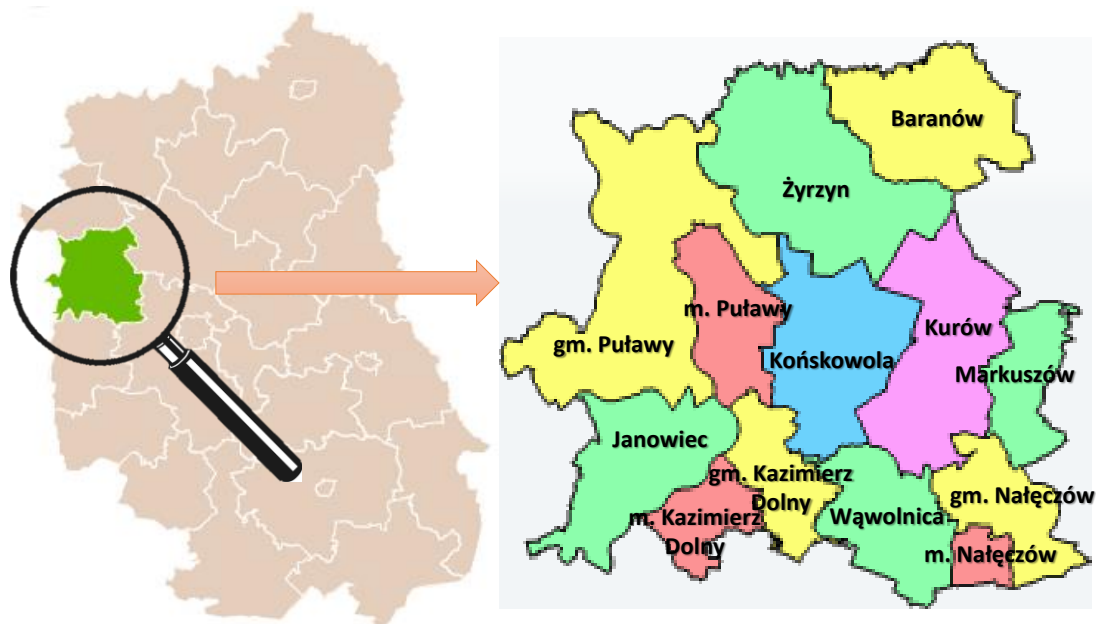 Baranów
Żyrzyn
m. Puławy
gm. Puławy
Końskowola
Kurów
Markuszów
Janowiec
gm. Kazimierz
Dolny
m. Kazimierz
Dolny
Wąwolnica
gm. Nałęczów
m. Nałęczów